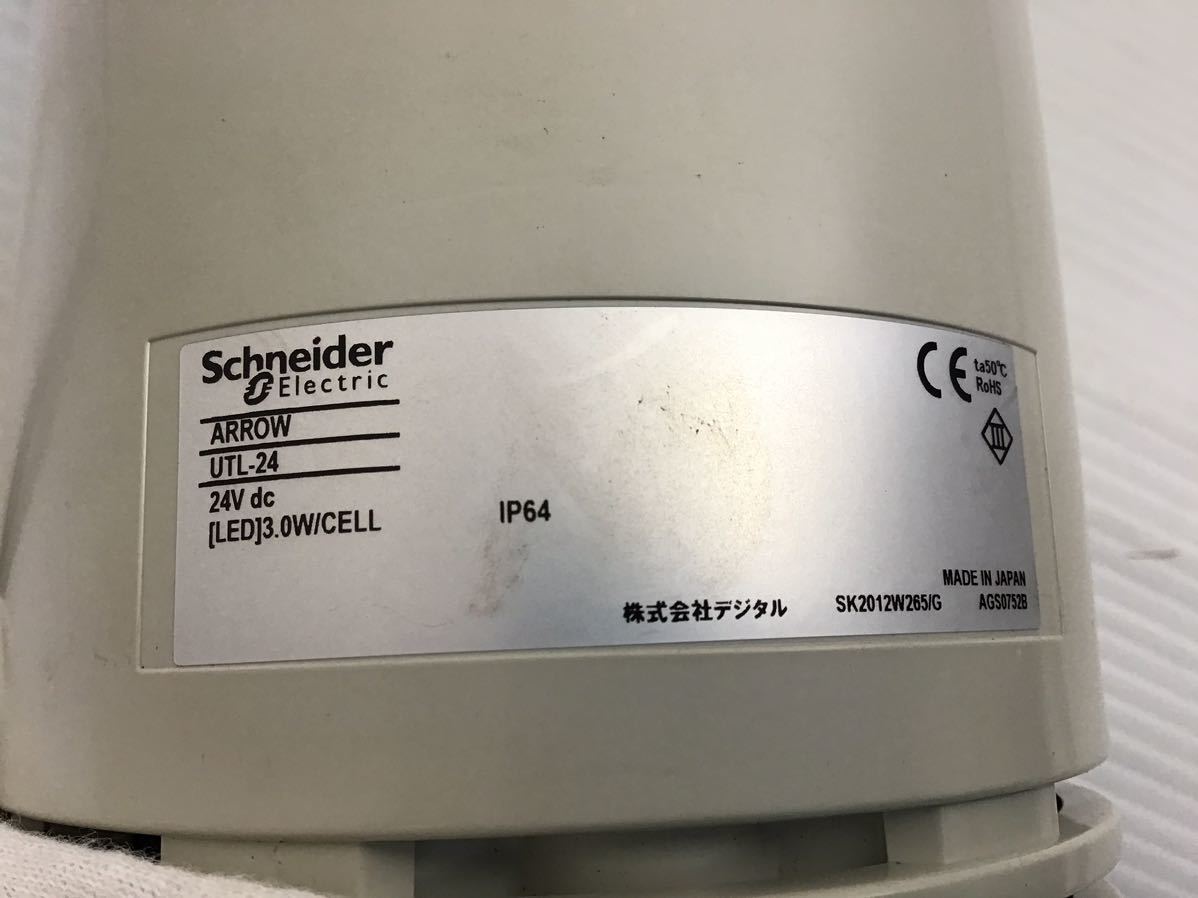 Schneider
Electric
ARROW
UTL-24
24V dc
[LED]3.0W/CELL
IP64
CE
ta50℃
RoHS
III
MADE IN JAPAN
株式会社デジタル SK2012W265/G AGS0752B